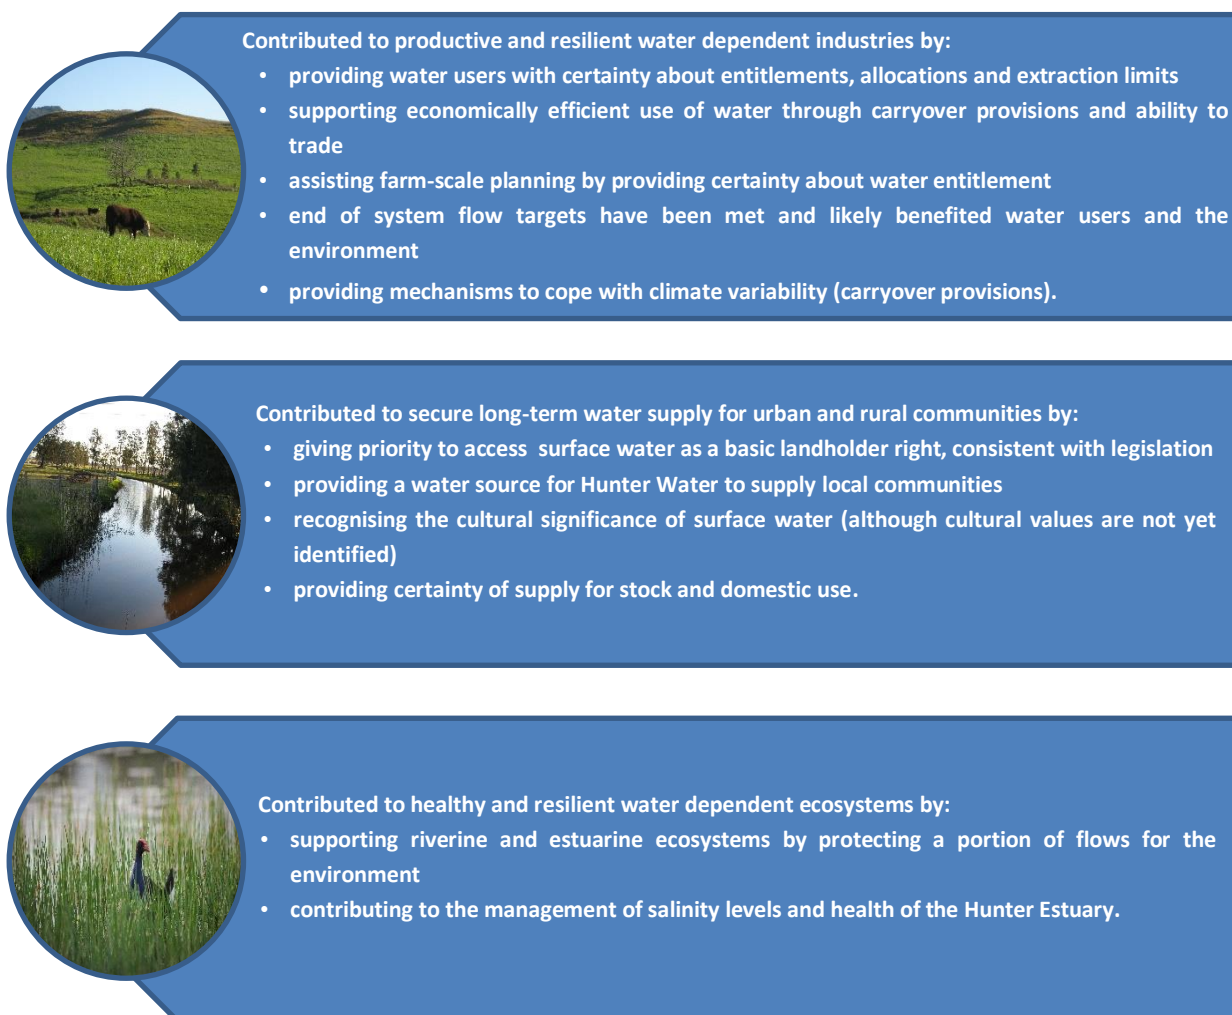 Contributed to productive and resilient water dependent industries by:
• providing water users with certainty about entitlements, allocations and extraction limits
• supporting economically efficient use of water through carryover provisions and ability to
trade
• assisting farm-scale planning by providing certainty about water entitlement
• end of system flow targets have been met and likely benefited water users and the
environment
• providing mechanisms to cope with climate variability (carryover provisions).
Contributed to secure long-term water supply for urban and rural communities by:
• giving priority to access surface water as a basic landholder right, consistent with legislation
• providing a water source for Hunter Water to supply local communities
• recognising the cultural significance of surface water (although cultural values are not yet
identified)
• providing certainty of supply for stock and domestic use.
Contributed to healthy and resilient water dependent ecosystems by:
• supporting riverine and estuarine ecosystems by protecting a portion of flows for the
environment
• contributing to the management of salinity levels and health of the Hunter Estuary.